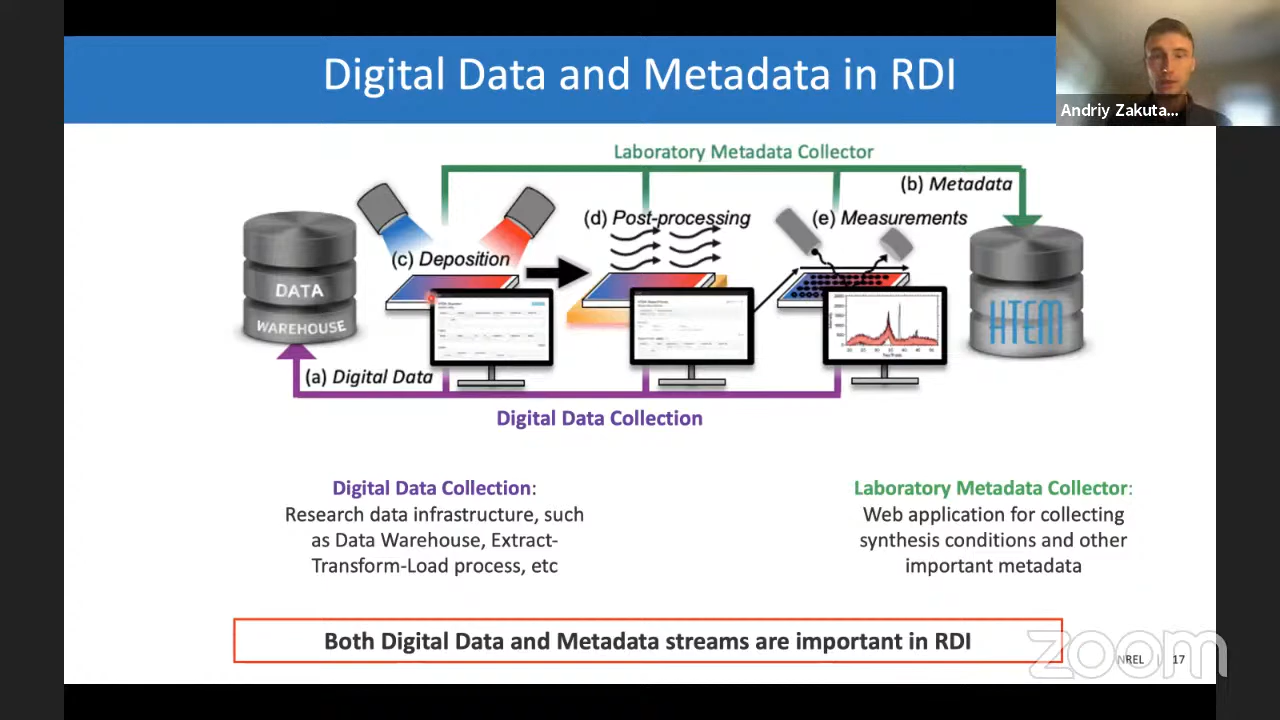 Digital Data and Metadata in RDI
Andriy Zakuta...
Laboratory Metadata Collector
(b) Metadata
(d) Post-processing
(e) Measurements
(c) Deposition
DATA
WAREHOUSE
HTEM
(a) Digital Data
Digital Data Collection
Digital Data Collection:
Research data infrastructure, such
as Data Warehouse, Extract-
Transform-Load process, etc
Laboratory Metadata Collector:
Web application for collecting
synthesis conditions and other
important metadata
Both Digital Data and Metadata streams are important in RDI
zoom
NREL | 17